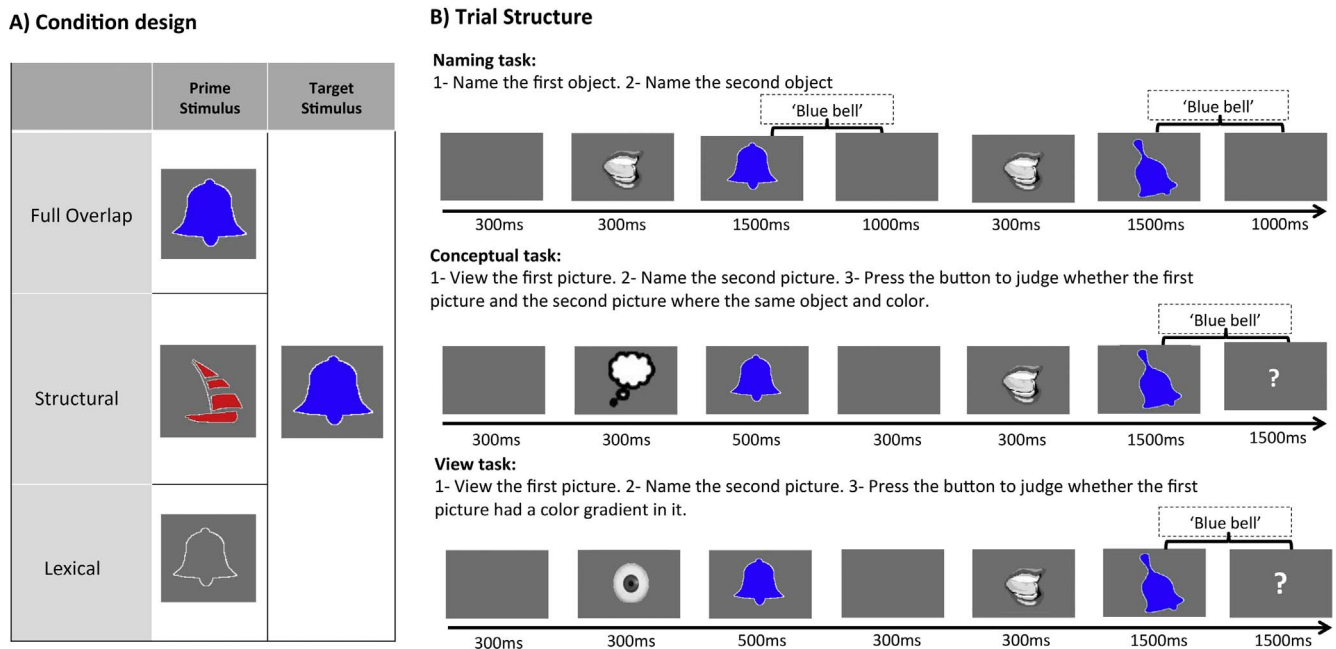 A) Condition design
Prime
Stimulus
Target
Stimulus
Full Overlap
Structural
Lexical
B) Trial Structure
Naming task:
1- Name the first object. 2- Name the second object
'Blue bell'
'Blue bell'
300ms
300ms
1500ms
1000ms
300ms
1500ms
1000ms
Conceptual task:
1- View the first picture. 2- Name the second picture. 3- Press the button to judge whether the first
picture and the second picture where the same object and color.
'Blue bell'
?
300ms
300ms
500ms
300ms
300ms
1500ms
1500ms
View task:
1- View the first picture. 2- Name the second picture. 3- Press the button to judge whether the first
picture had a color gradient in it.
'Blue bell'
?
300ms
300ms
500ms
300ms
300ms
1500ms
1500ms